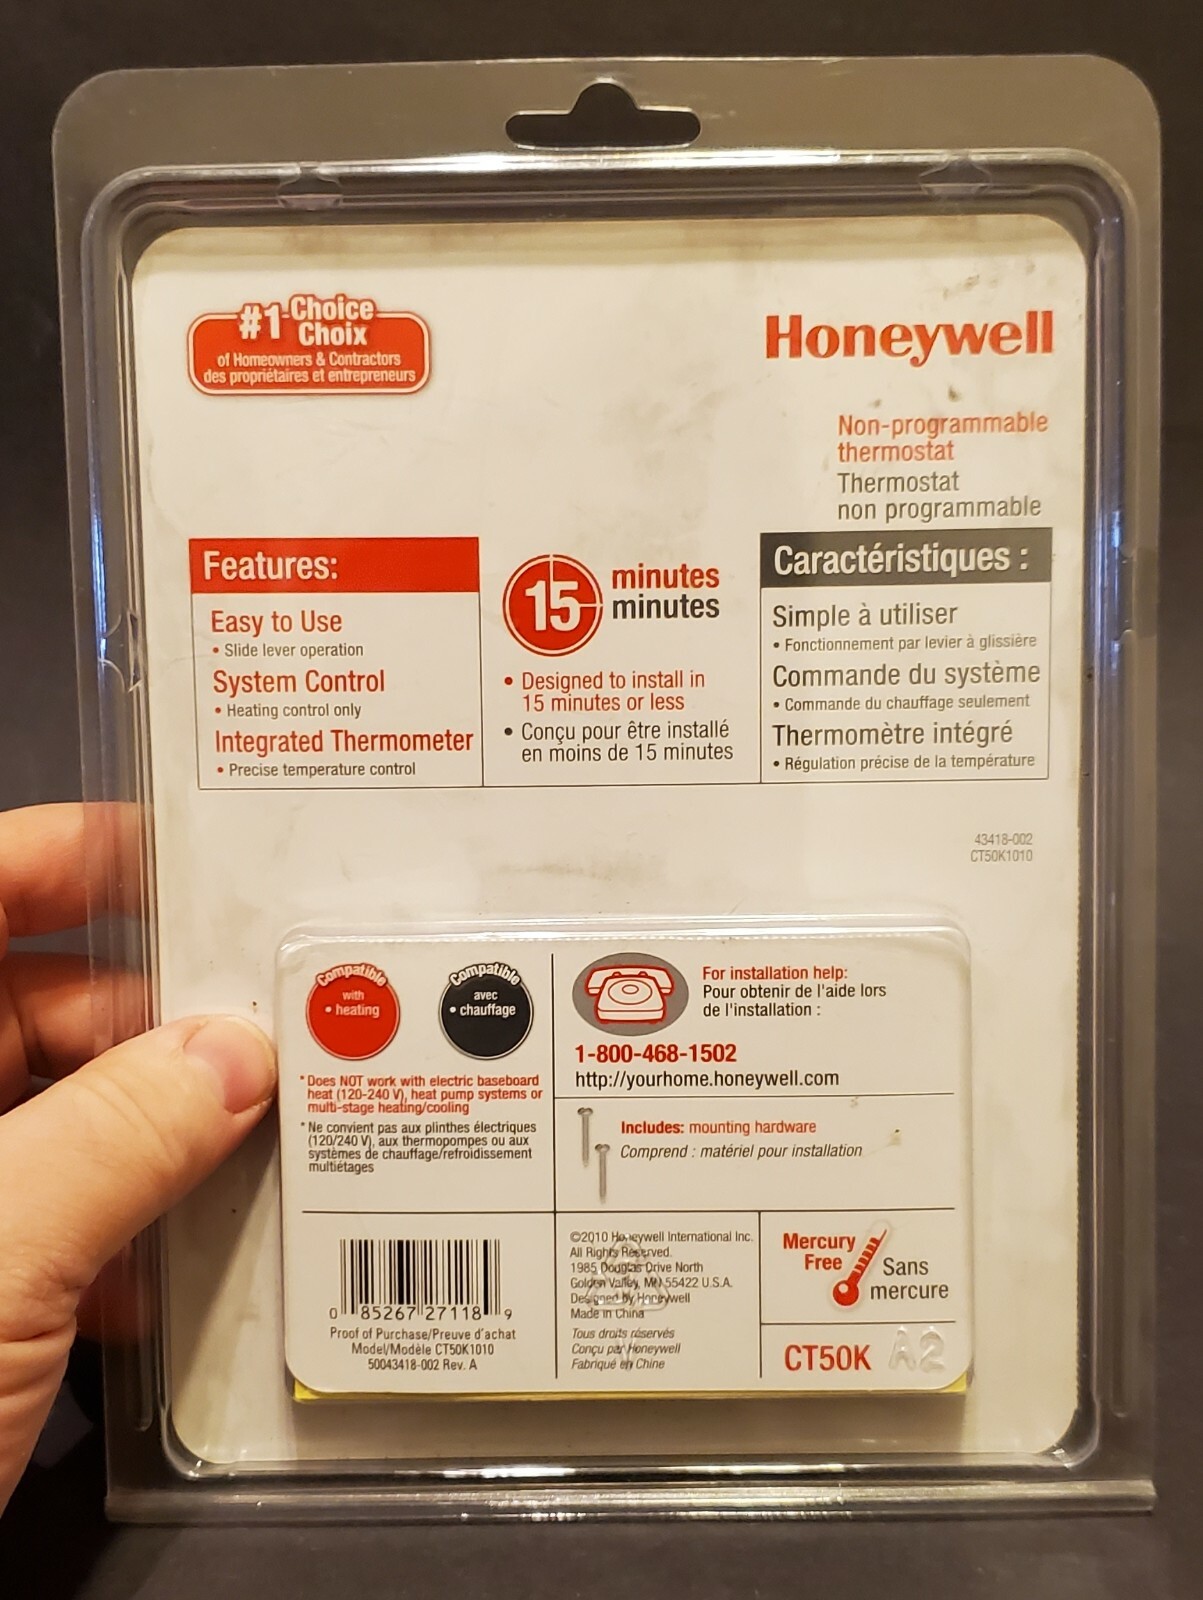 #1 Choice
Choix
of Homeowners & Contractors
des propriétaires et entrepreneurs
Honeywell
Non-programmable
thermostat
Thermostat
non programmable
Features:
Easy to Use
• Slide lever operation
System Control
• Heating control only
Integrated Thermometer
• Precise temperature control
15 minutes
minutes
• Designed to install in
15 minutes or less
• Conçu pour être installé
en moins de 15 minutes
Caractéristiques :
Simple à utiliser
• Fonctionnement par levier à glissière
Commande du système
• Commande du chauffage seulement
Thermomètre intégré
• Régulation précise de la température
43418-002
CT50K1010
Compatible
with
• heating
Compatible
avec
• chauffage
* Does NOT work with electric baseboard
heat (120-240 V), heat pump systems or
multi-stage heating/cooling
* Ne convient pas aux plinthes électriques
(120/240 V), aux thermopompes ou aux
systèmes de chauffage/refroidissement
multiétages
For installation help:
Pour obtenir de l'aide lors
de l'installation :
1-800-468-1502
http://yourhome.honeywell.com
Includes: mounting hardware
Comprend : matériel pour installation
0 85267 27118 9
Proof of Purchase/Preuve d'achat
Model/Modèle CT50K1010
50043418-002 Rev. A
©2010 Honeywell International Inc.
All Rights Reserved.
1985 Douglas Drive North
Golden Valley, MN 55422 U.S.A.
Designed by Honeywell
Made in China
Tous droits réservés
Conçu par Honeywell
Fabriqué en Chine
Mercury
Free
Sans
mercure
CT50K
A2